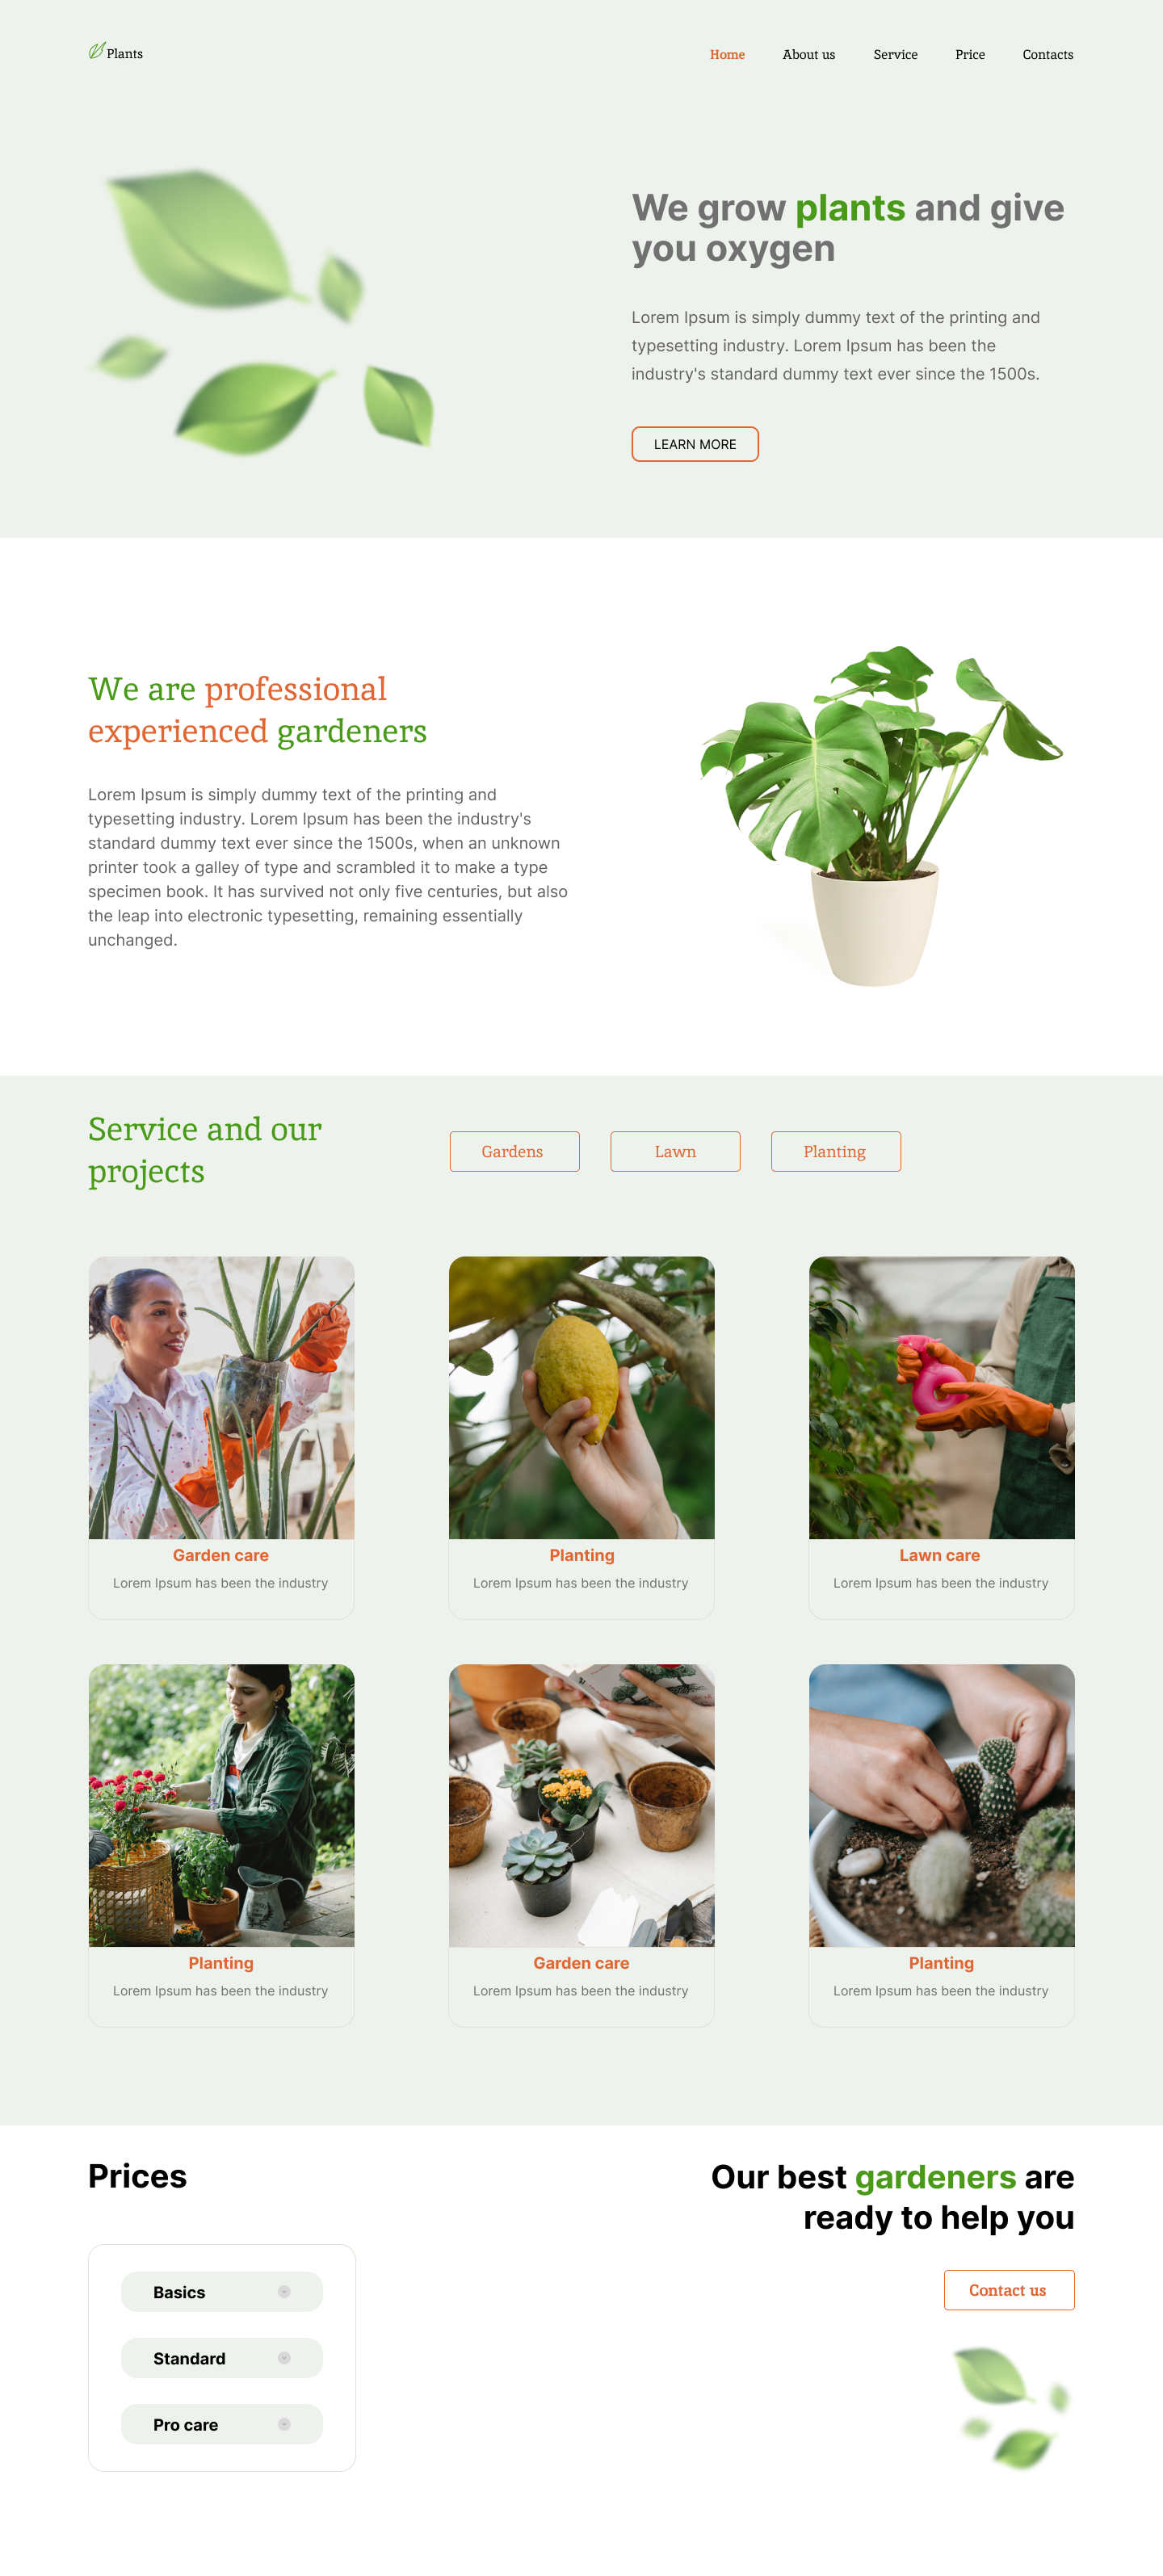 Plants
Home About us Service Price Contacts
We grow plants and give
you oxygen
Lorem Ipsum is simply dummy text of the printing and
typesetting industry. Lorem Ipsum has been the
industry's standard dummy text ever since the 1500s.
LEARN MORE
We are professional
experienced gardeners
Lorem Ipsum is simply dummy text of the printing and
typesetting industry. Lorem Ipsum has been the industry's
standard dummy text ever since the 1500s, when an unknown
printer took a galley of type and scrambled it to make a type
specimen book. It has survived not only five centuries, but also
the leap into electronic typesetting, remaining essentially
unchanged.
Service and our
projects
Gardens
Lawn
Planting
Garden care
Lorem Ipsum has been the industry
Planting
Lorem Ipsum has been the industry
Lawn care
Lorem Ipsum has been the industry
Planting
Lorem Ipsum has been the industry
Garden care
Lorem Ipsum has been the industry
Planting
Lorem Ipsum has been the industry
Prices
Basics
Standard
Pro care
Our best gardeners are
ready to help you
Contact us